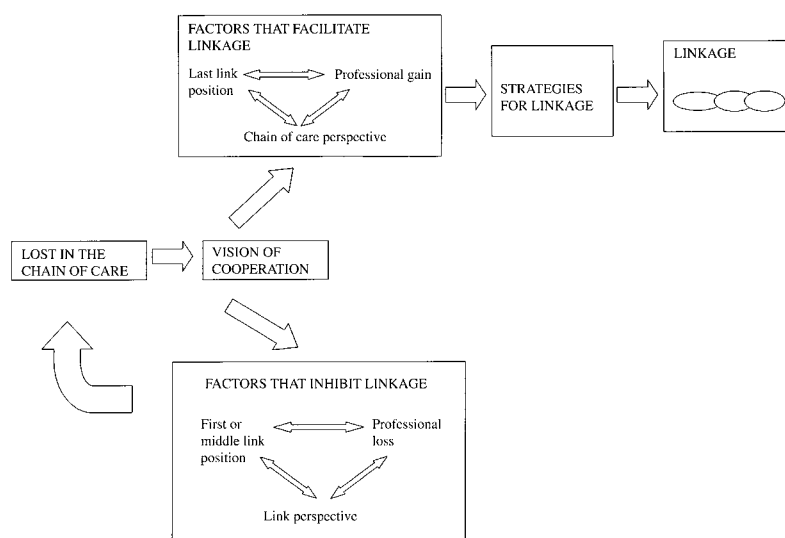 FACTORS THAT FACILITATE
LINKAGE
Last link
position
Professional gain
Chain of care perspective
STRATEGIES
FOR LINKAGE
LINKAGE
LOST IN THE
CHAIN OF CARE
VISION OF
COOPERATION
FACTORS THAT INHIBIT LINKAGE
First or
middle link
position
Professional
loss
Link perspective